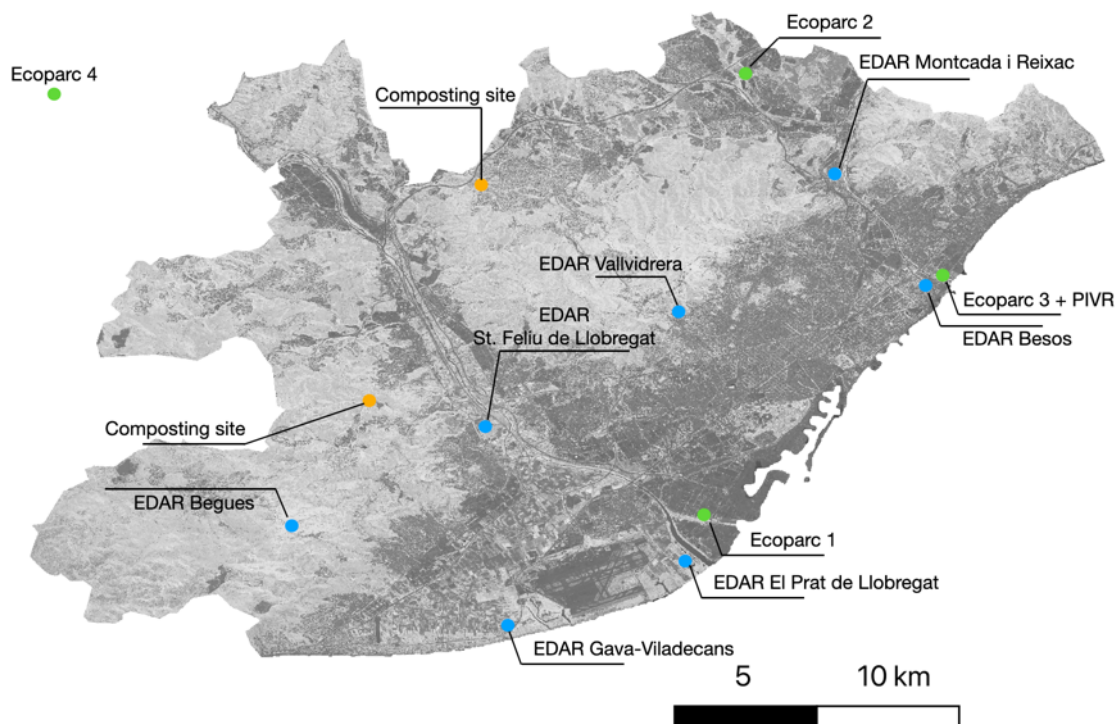 Ecoparc 2
EDAR Montcada i Reixac
Ecoparc 4
Composting site
EDAR Vallvidrera
Ecoparc 3 + PIVR
EDAR
St. Feliu de Llobregat
EDAR Besos
Composting site
EDAR Begues
Ecoparc 1
EDAR El Prat de Llobregat
EDAR Gava-Viladecans
5
10 km